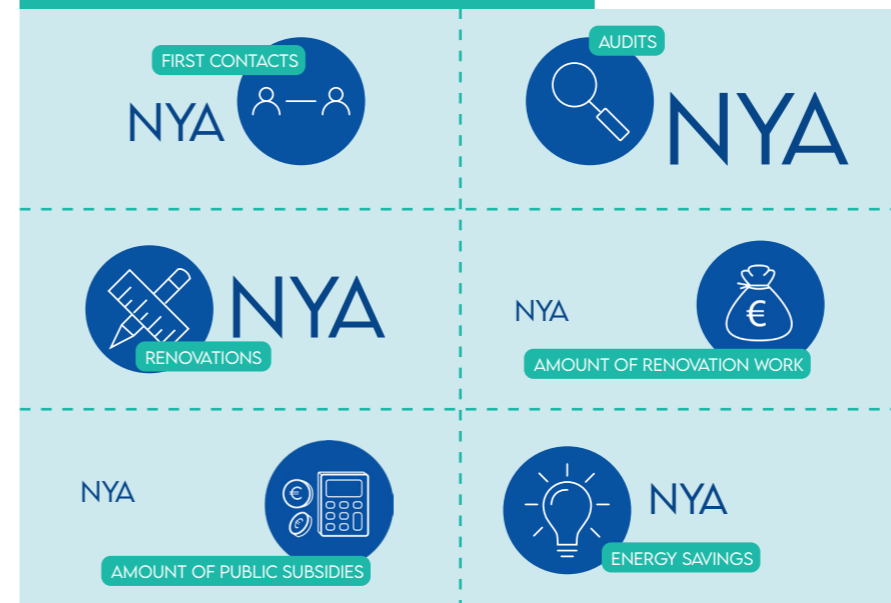 FIRST CONTACTS
NYA
AUDITS
NYA
NYA
RENOVATIONS
NYA
€
AMOUNT OF RENOVATION WORK
NYA
€
€
AMOUNT OF PUBLIC SUBSIDIES
NYA
ENERGY SAVINGS